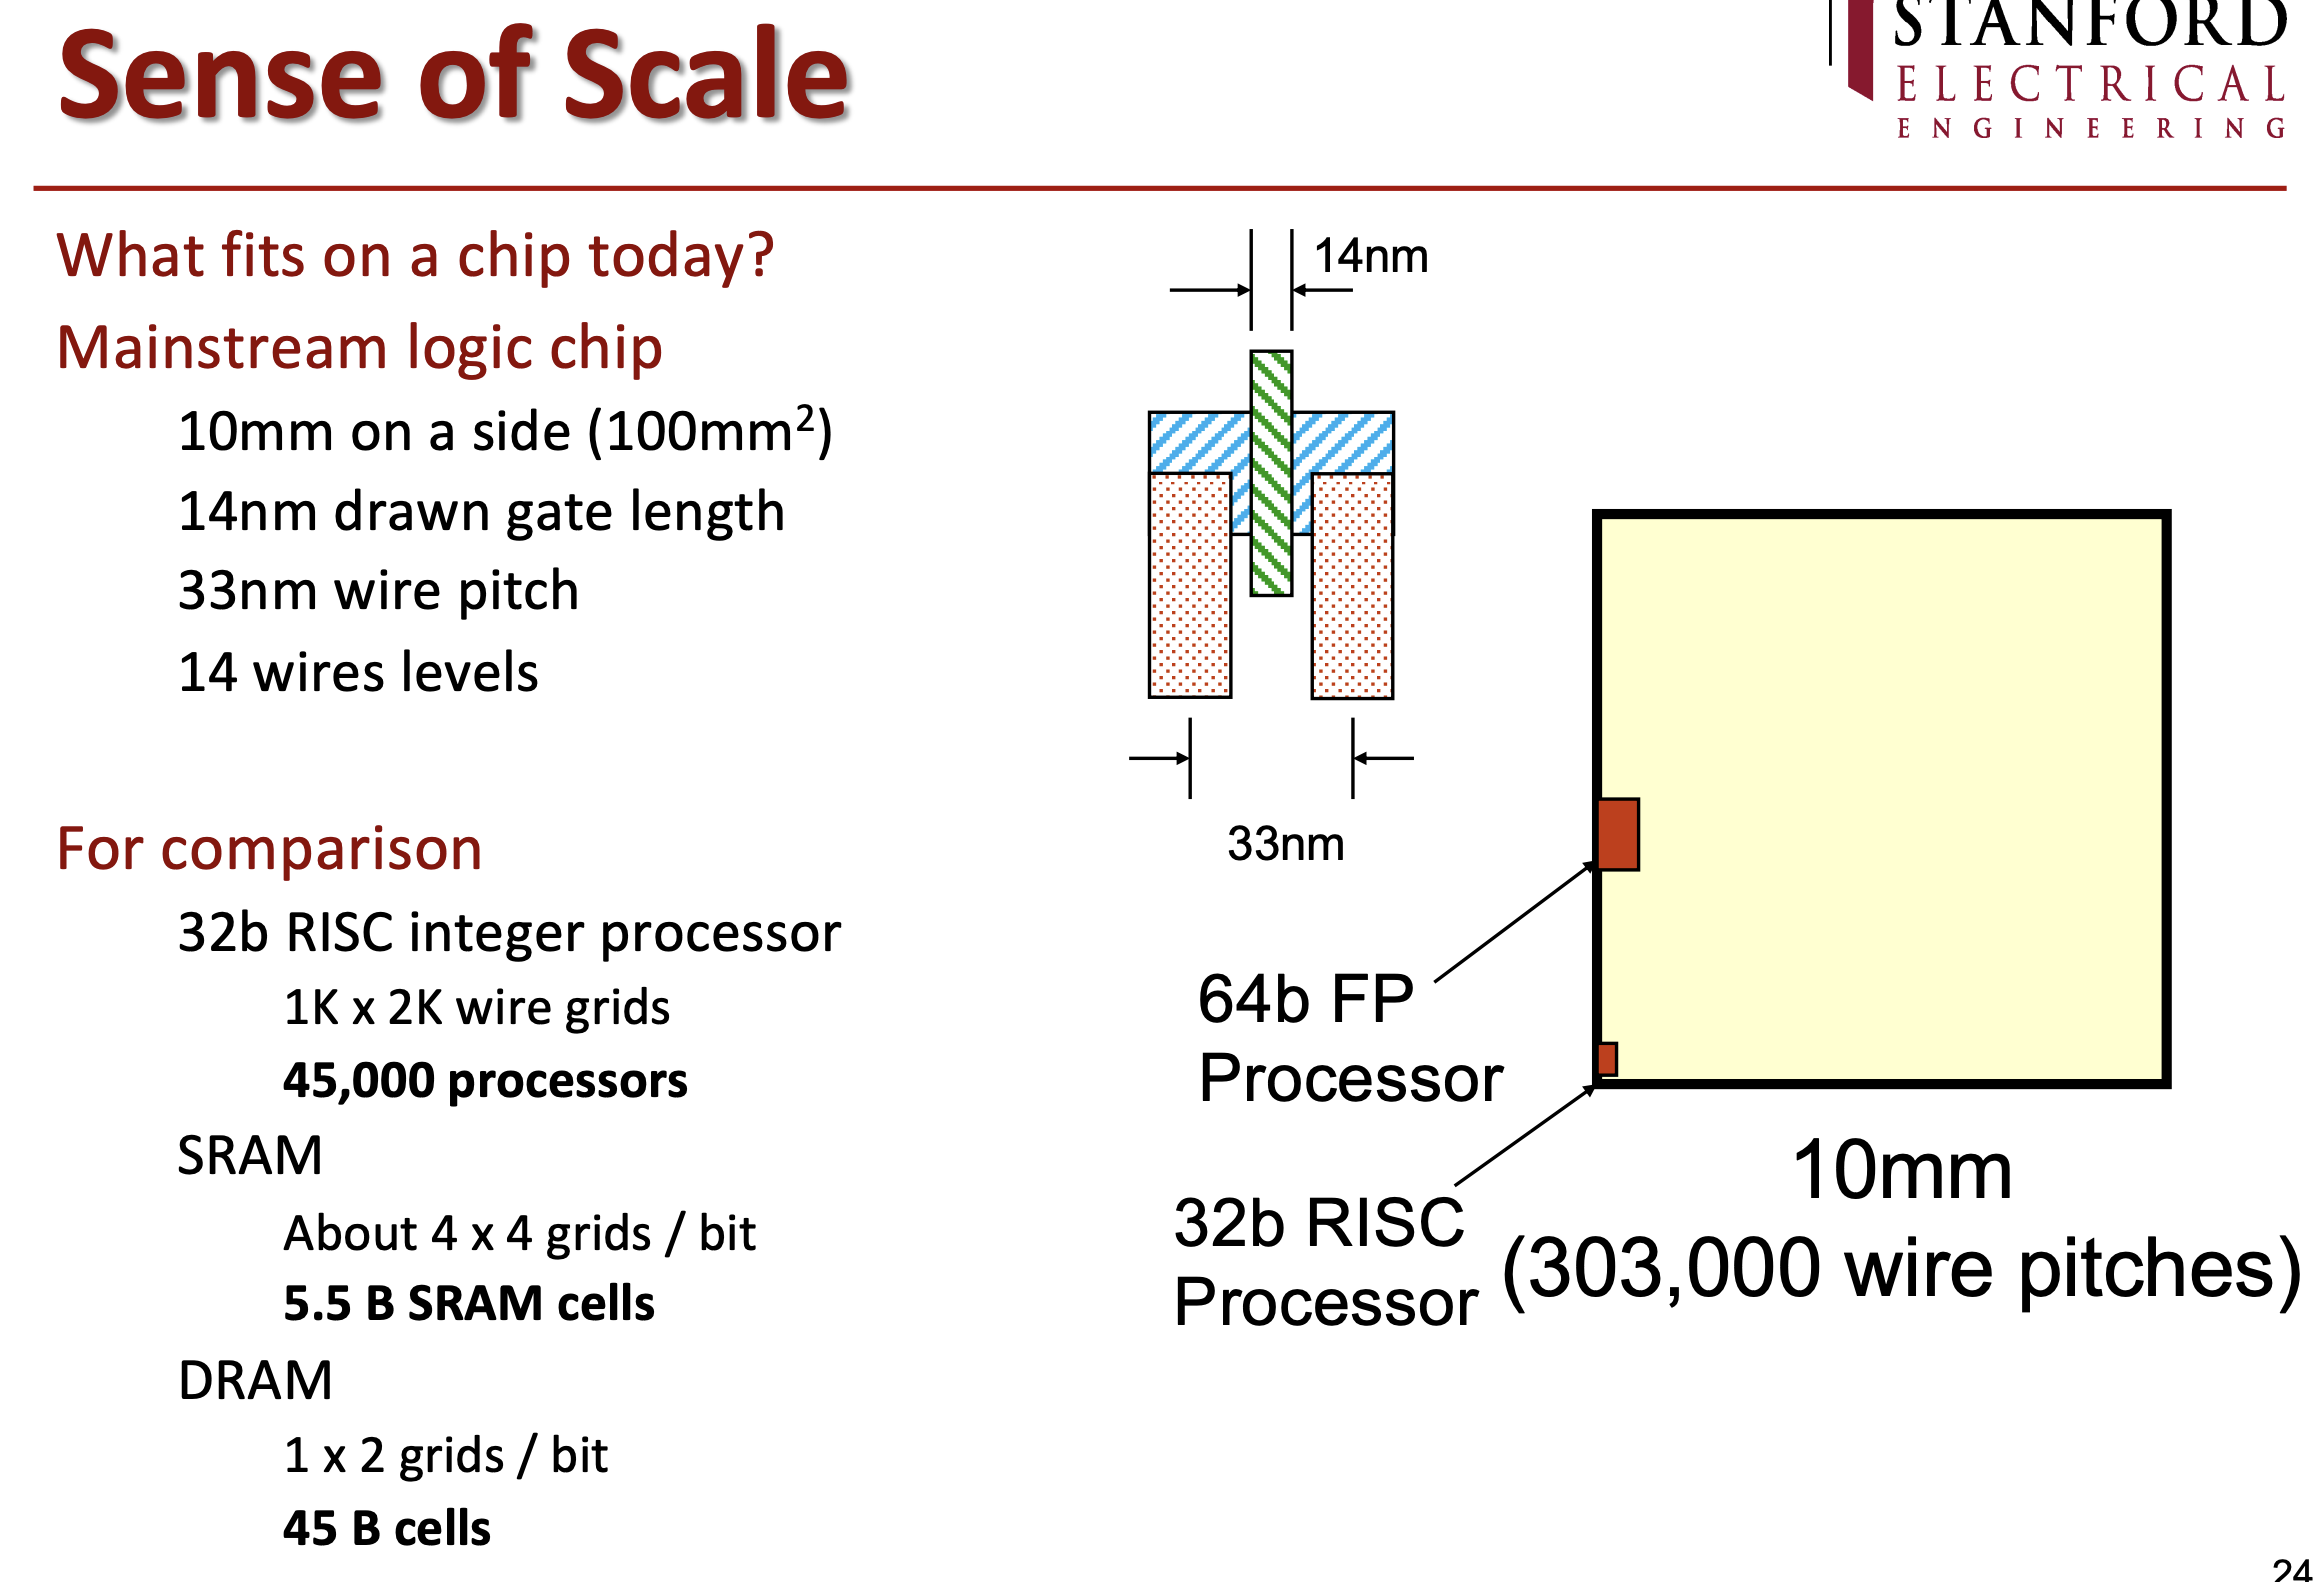 Sense of Scale
STANFORD
ELECTRICAL
ENGINEERING
What fits on a chip today?
Mainstream logic chip
10mm on a side (100mm²)
14nm drawn gate length
33nm wire pitch
14 wires levels
For comparison
32b RISC integer processor
1K x 2K wire grids
45,000 processors
SRAM
About 4 x 4 grids / bit
5.5 B SRAM cells
DRAM
1 x 2 grids / bit
45 B cells
14nm
33nm
64b FP
Processor
32b RISC
Processor
10mm
(303,000 wire pitches)
24